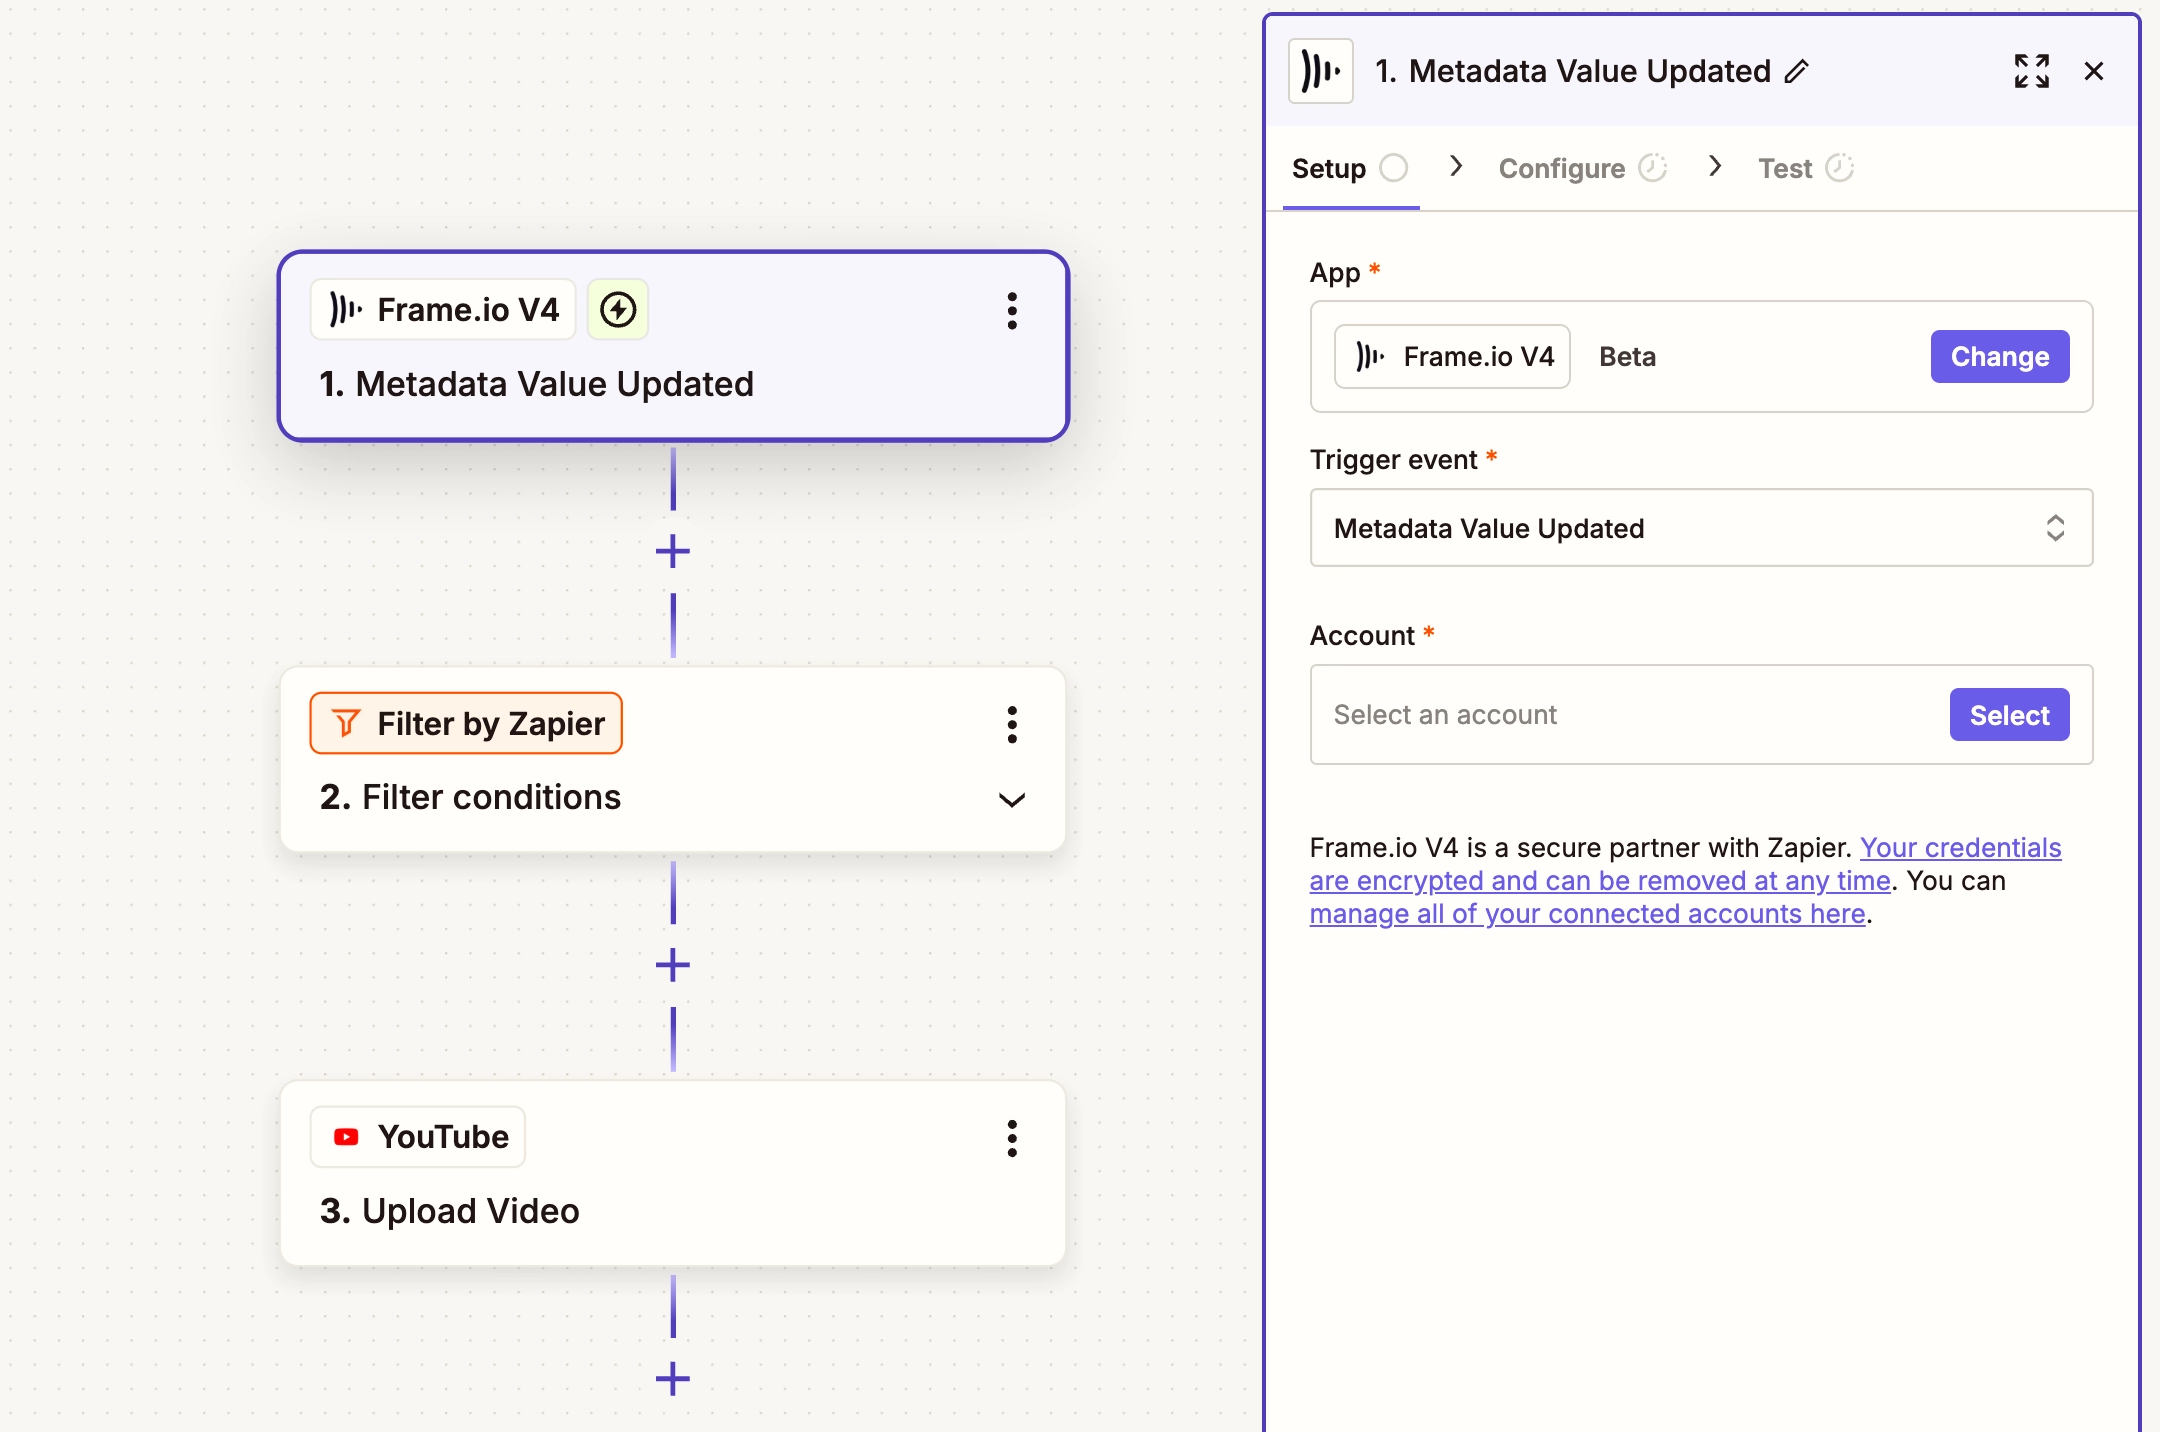 Frame.io V4
1. Metadata Value Updated
Filter by Zapier
2. Filter conditions
YouTube
3. Upload Video
1. Metadata Value Updated
Setup
Configure
Test
App *
Frame.io V4
Beta
Change
Trigger event *
Metadata Value Updated
Account *
Select an account
Select
Frame.io V4 is a secure partner with Zapier. Your credentials
are encrypted and can be removed at any time. You can
manage all of your connected accounts here.